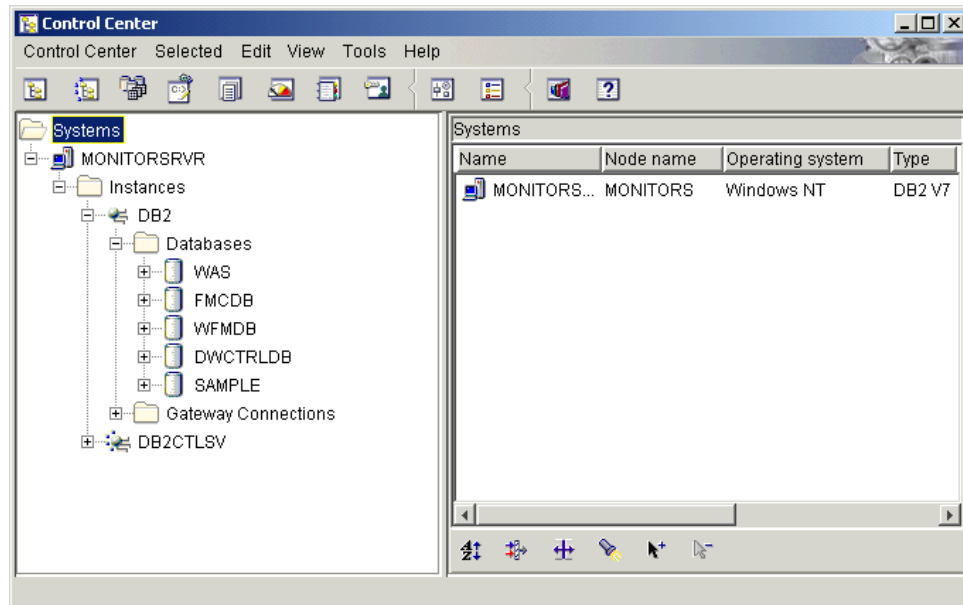 Control Center
Control Center Selected Edit View Tools Help
Systems
MONITORSRVR
Instances
DB2
Databases
WAS
FMCDB
WFMDB
DWCTRLDB
SAMPLE
Gateway Connections
DB2CTLSV
Systems
Name Node name Operating system Type
MONITORS... MONITORS Windows NT DB2 V7